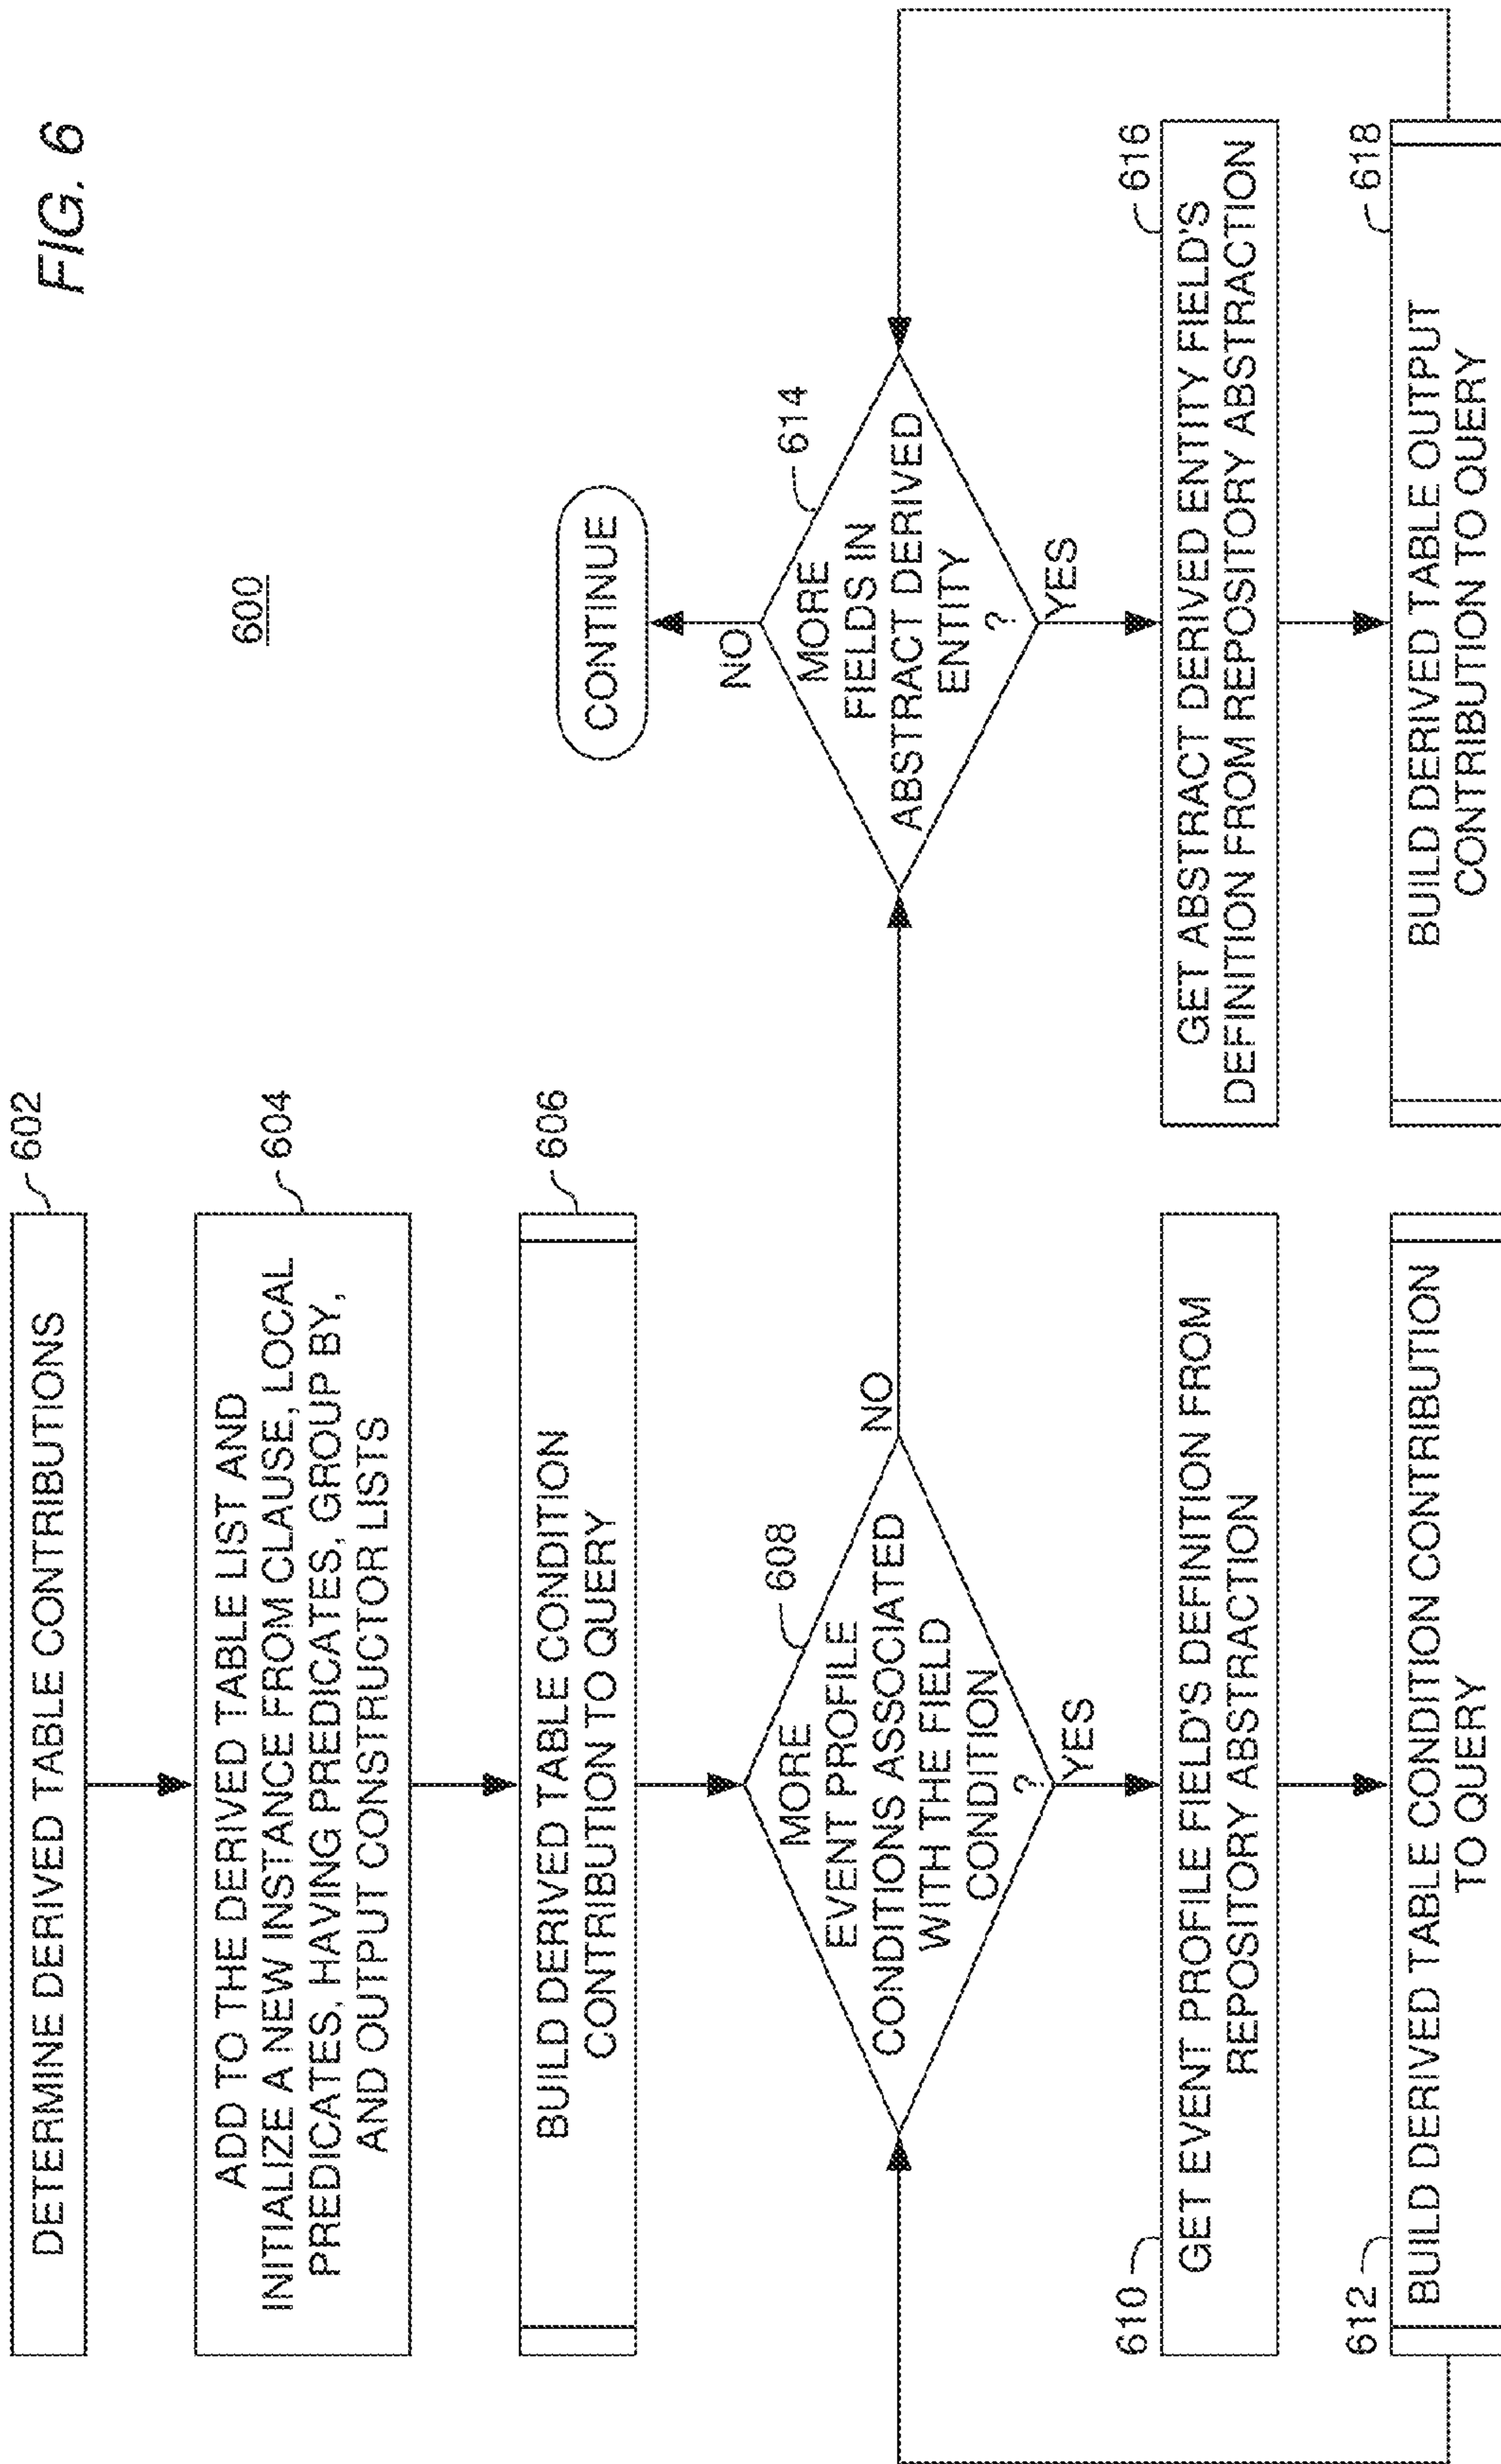 FIG. 6
600
602
DETERMINE DERIVED TABLE CONTRIBUTIONS
604
ADD TO THE DERIVED TABLE LIST AND
INITIALIZE A NEW INSTANCE FROM CLAUSE, LOCAL
PREDICATES, HAVING PREDICATES, GROUP BY,
AND OUTPUT CONSTRUCTOR LISTS
606
BUILD DERIVED TABLE CONDITION
CONTRIBUTION TO QUERY
608
MORE
EVENT PROFILE
CONDITIONS ASSOCIATED
WITH THE FIELD
CONDITION
?
NO
YES
610
GET EVENT PROFILE FIELD'S DEFINITION FROM
REPOSITORY ABSTRACTION
612
BUILD DERIVED TABLE CONDITION CONTRIBUTION
TO QUERY
CONTINUE
NO
614
MORE
FIELDS IN
ABSTRACT DERIVED
ENTITY
?
YES
616
GET ABSTRACT DERIVED ENTITY FIELD'S
DEFINITION FROM REPOSITORY ABSTRACTION
618
BUILD DERIVED TABLE OUTPUT
CONTRIBUTION TO QUERY